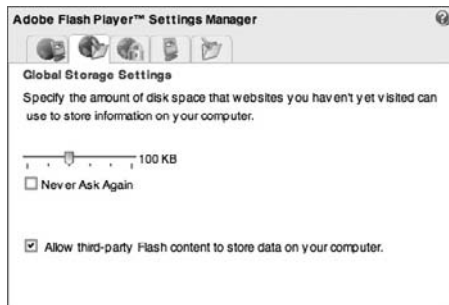 Adobe Flash Player™ Settings Manager
Global Storage Settings
Specify the amount of disk space that websites you haven't yet visited can
use to store information on your computer.
100 KB
Never Ask Again
Allow third-party Flash content to store data on your computer.